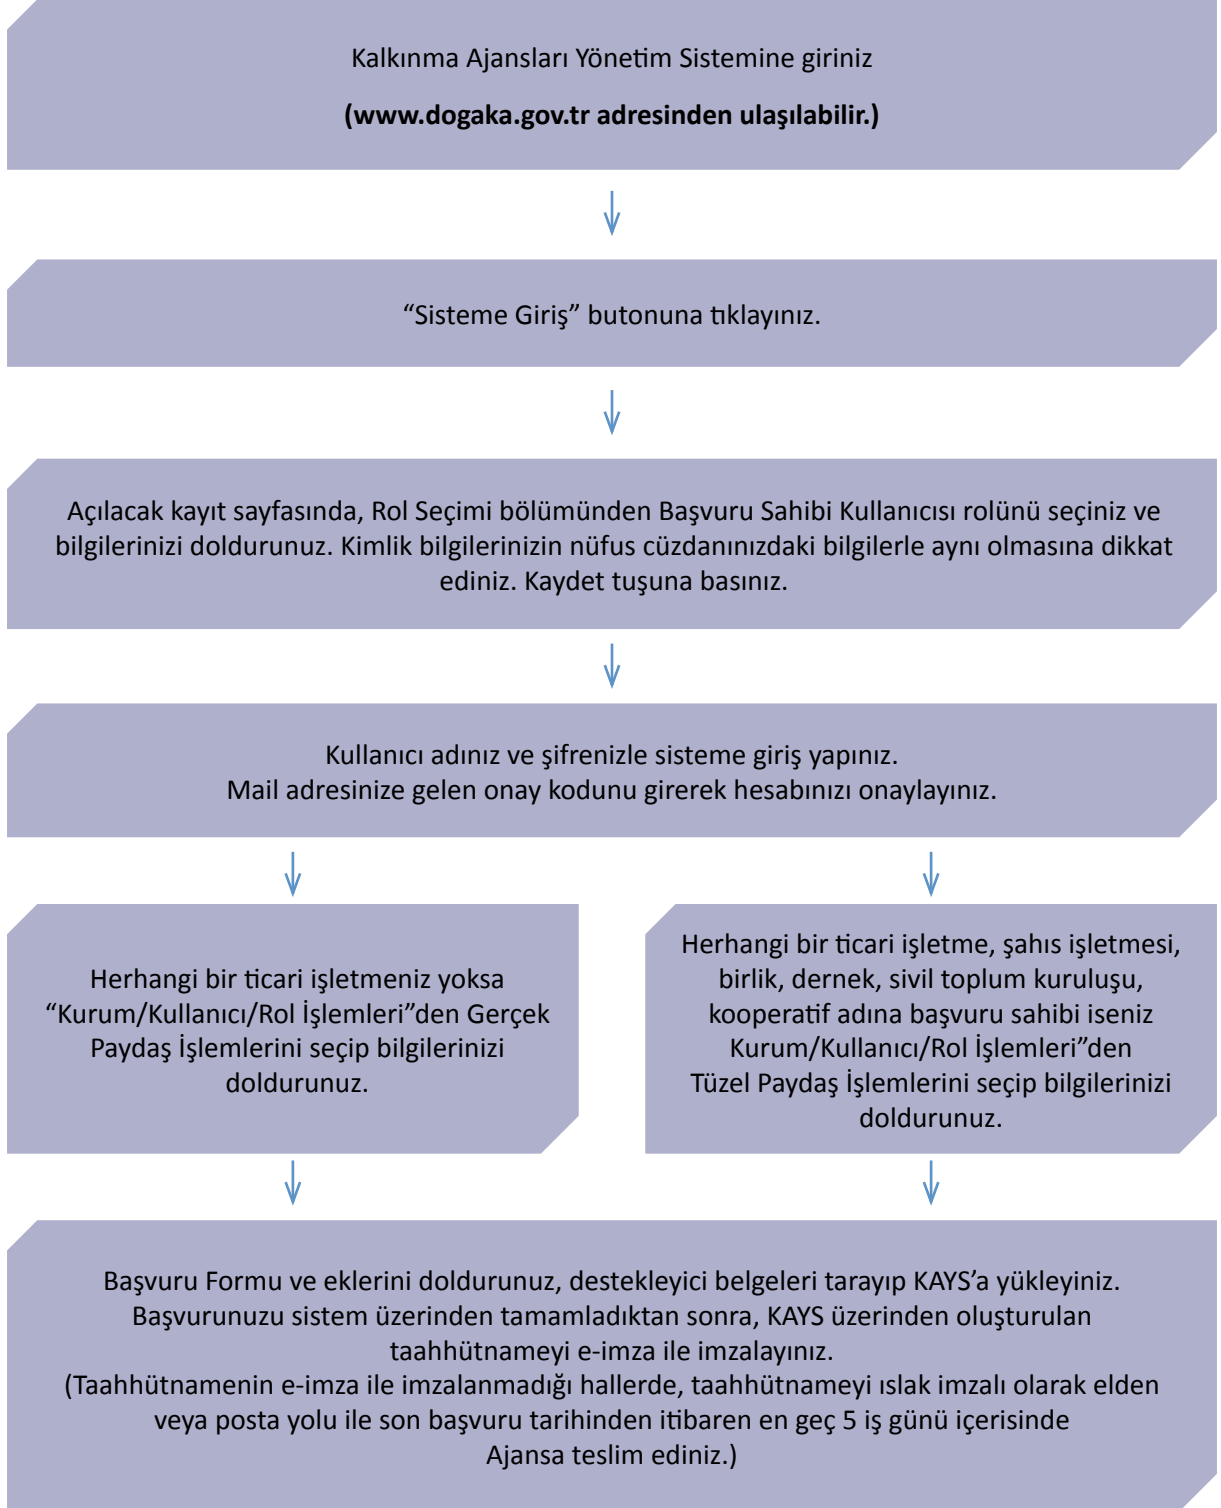 Kalkınma Ajansları Yönetim Sistemine giriniz
(www.dogaka.gov.tr adresinden ulaşılabilir.)
“Sisteme Giriş” butonuna tıklayınız.
Açılacak kayıt sayfasında, Rol Seçimi bölümünden Başvuru Sahibi Kullanıcısı rolünü seçiniz ve
bilgilerinizi doldurunuz. Kimlik bilgilerinizin nüfus cüzdanınızdaki bilgilerle aynı olmasına dikkat
ediniz. Kaydet tuşuna basınız.
Kullanıcı adınız ve şifrenizle sisteme giriş yapınız.
Mail adresinize gelen onay kodunu girerek hesabınızı onaylayınız.
Herhangi bir ticari işletmeniz yoksa
“Kurum/Kullanıcı/Rol İşlemleri”den Gerçek
Paydaş İşlemlerini seçip bilgilerinizi
doldurunuz.
Herhangi bir ticari işletme, şahıs işletmesi,
birlik, dernek, sivil toplum kuruluşu,
kooperatif adına başvuru sahibi iseniz
Kurum/Kullanıcı/Rol İşlemleri”den
Tüzel Paydaş İşlemlerini seçip bilgilerinizi
doldurunuz.
Başvuru Formu ve eklerini doldurunuz, destekleyici belgeleri tarayıp KAYS’a yükleyiniz.
Başvurunuzu sistem üzerinden tamamladıktan sonra, KAYS üzerinden oluşturulan
taahhütnameyi e-imza ile imzalayınız.
(Taahhütnamenin e-imza ile imzalanmadığı hallerde, taahhütnameyi ıslak imzalı olarak elden
veya posta yolu ile son başvuru tarihinden itibaren en geç 5 iş günü içerisinde
Ajansa teslim ediniz.)